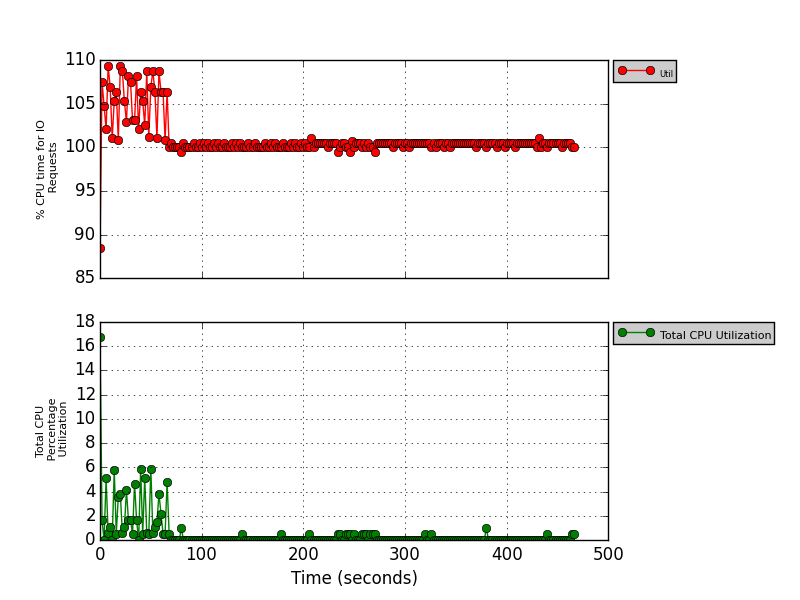 110
105
100
95
90
85
% CPU time for IO
Requests
Util
18
16
14
12
10
8
6
4
2
0
Total CPU
Percentage
Utilization
Total CPU Utilization
0
100
200
300
400
500
Time (seconds)